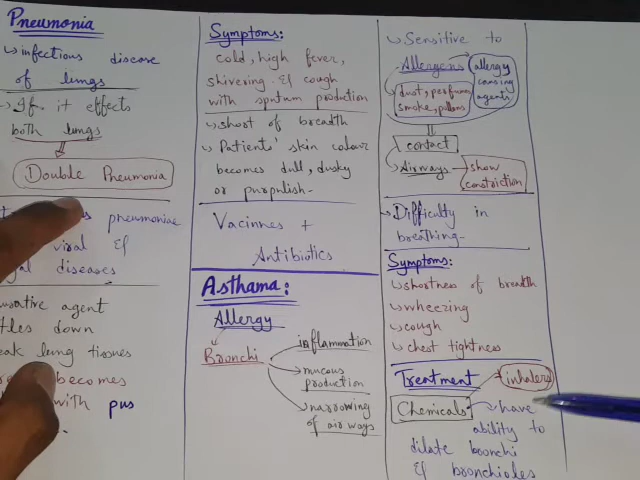 Pneumonia
infectious disease
of lungs
If it effects
both lungs
Double Pneumonia
pneumoniae
viral &
diseases
agent
down
lung tissues
becomes
with pus
Symptoms:
cold, high fever,
shivering & cough
with sputum production
short of breadth
Patients' skin colour
becomes dull, dusky
or purplish-
Vacinnes +
Antibiotics
Asthama:
Allergy
Bronchi
inflammation
mucous
production
narrowing
of air ways
Sensitive to
Allergens
allergy
causing
agents
dust, perfume
smoke, pollens
contact
Airways
show
constriction
Difficulty in
breathing-
Symptoms:
shortness of breadth
wheezing
cough
chest tightness
Treatment
inhalers
Chemicals
have
ability to
dilate bronchi
& bronchioles